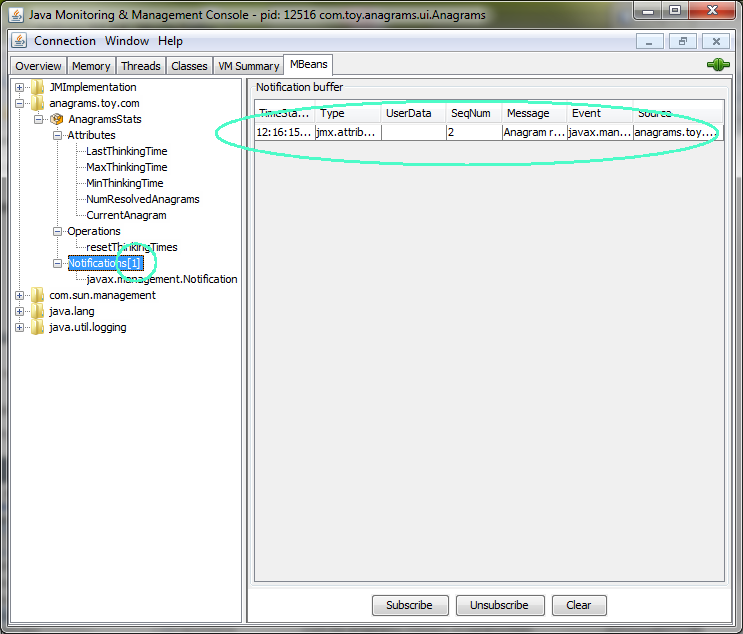 Java Monitoring & Management Console - pid: 12516 com.toy.anagrams.ui.Anagrams
Connection Window Help
Overview Memory Threads Classes VM Summary MBeans
JMImplementation
anagrams.toy.com
AnagramsStats
Attributes
LastThinkingTime
MaxThinkingTime
MinThinkingTime
NumResolvedAnagrams
CurrentAnagram
Operations
resetThinkingTimes
Notifications[1]
javax.management.Notification
com.sun.management
java.lang
java.util.logging
Notification buffer
TimeSta... Type UserData SeqNum Message Event Source
12:16:15... jmx.attrib... 2 Anagram r... javax.man... anagrams.toy....
Subscribe Unsubscribe Clear